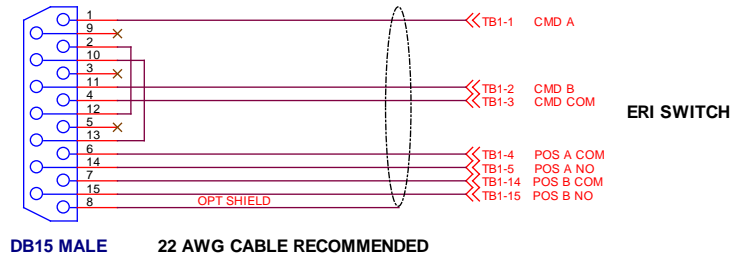 1 TB1-1 CMD A
9
2
10
3
11 TB1-2 CMD B
4 TB1-3 CMD COM
12
ERI SWITCH
5
13
6 TB1-4 POS A COM
14 TB1-5 POS A NO
7 TB1-14 POS B COM
15 TB1-15 POS B NO
8 OPT SHIELD
DB15 MALE 22 AWG CABLE RECOMMENDED